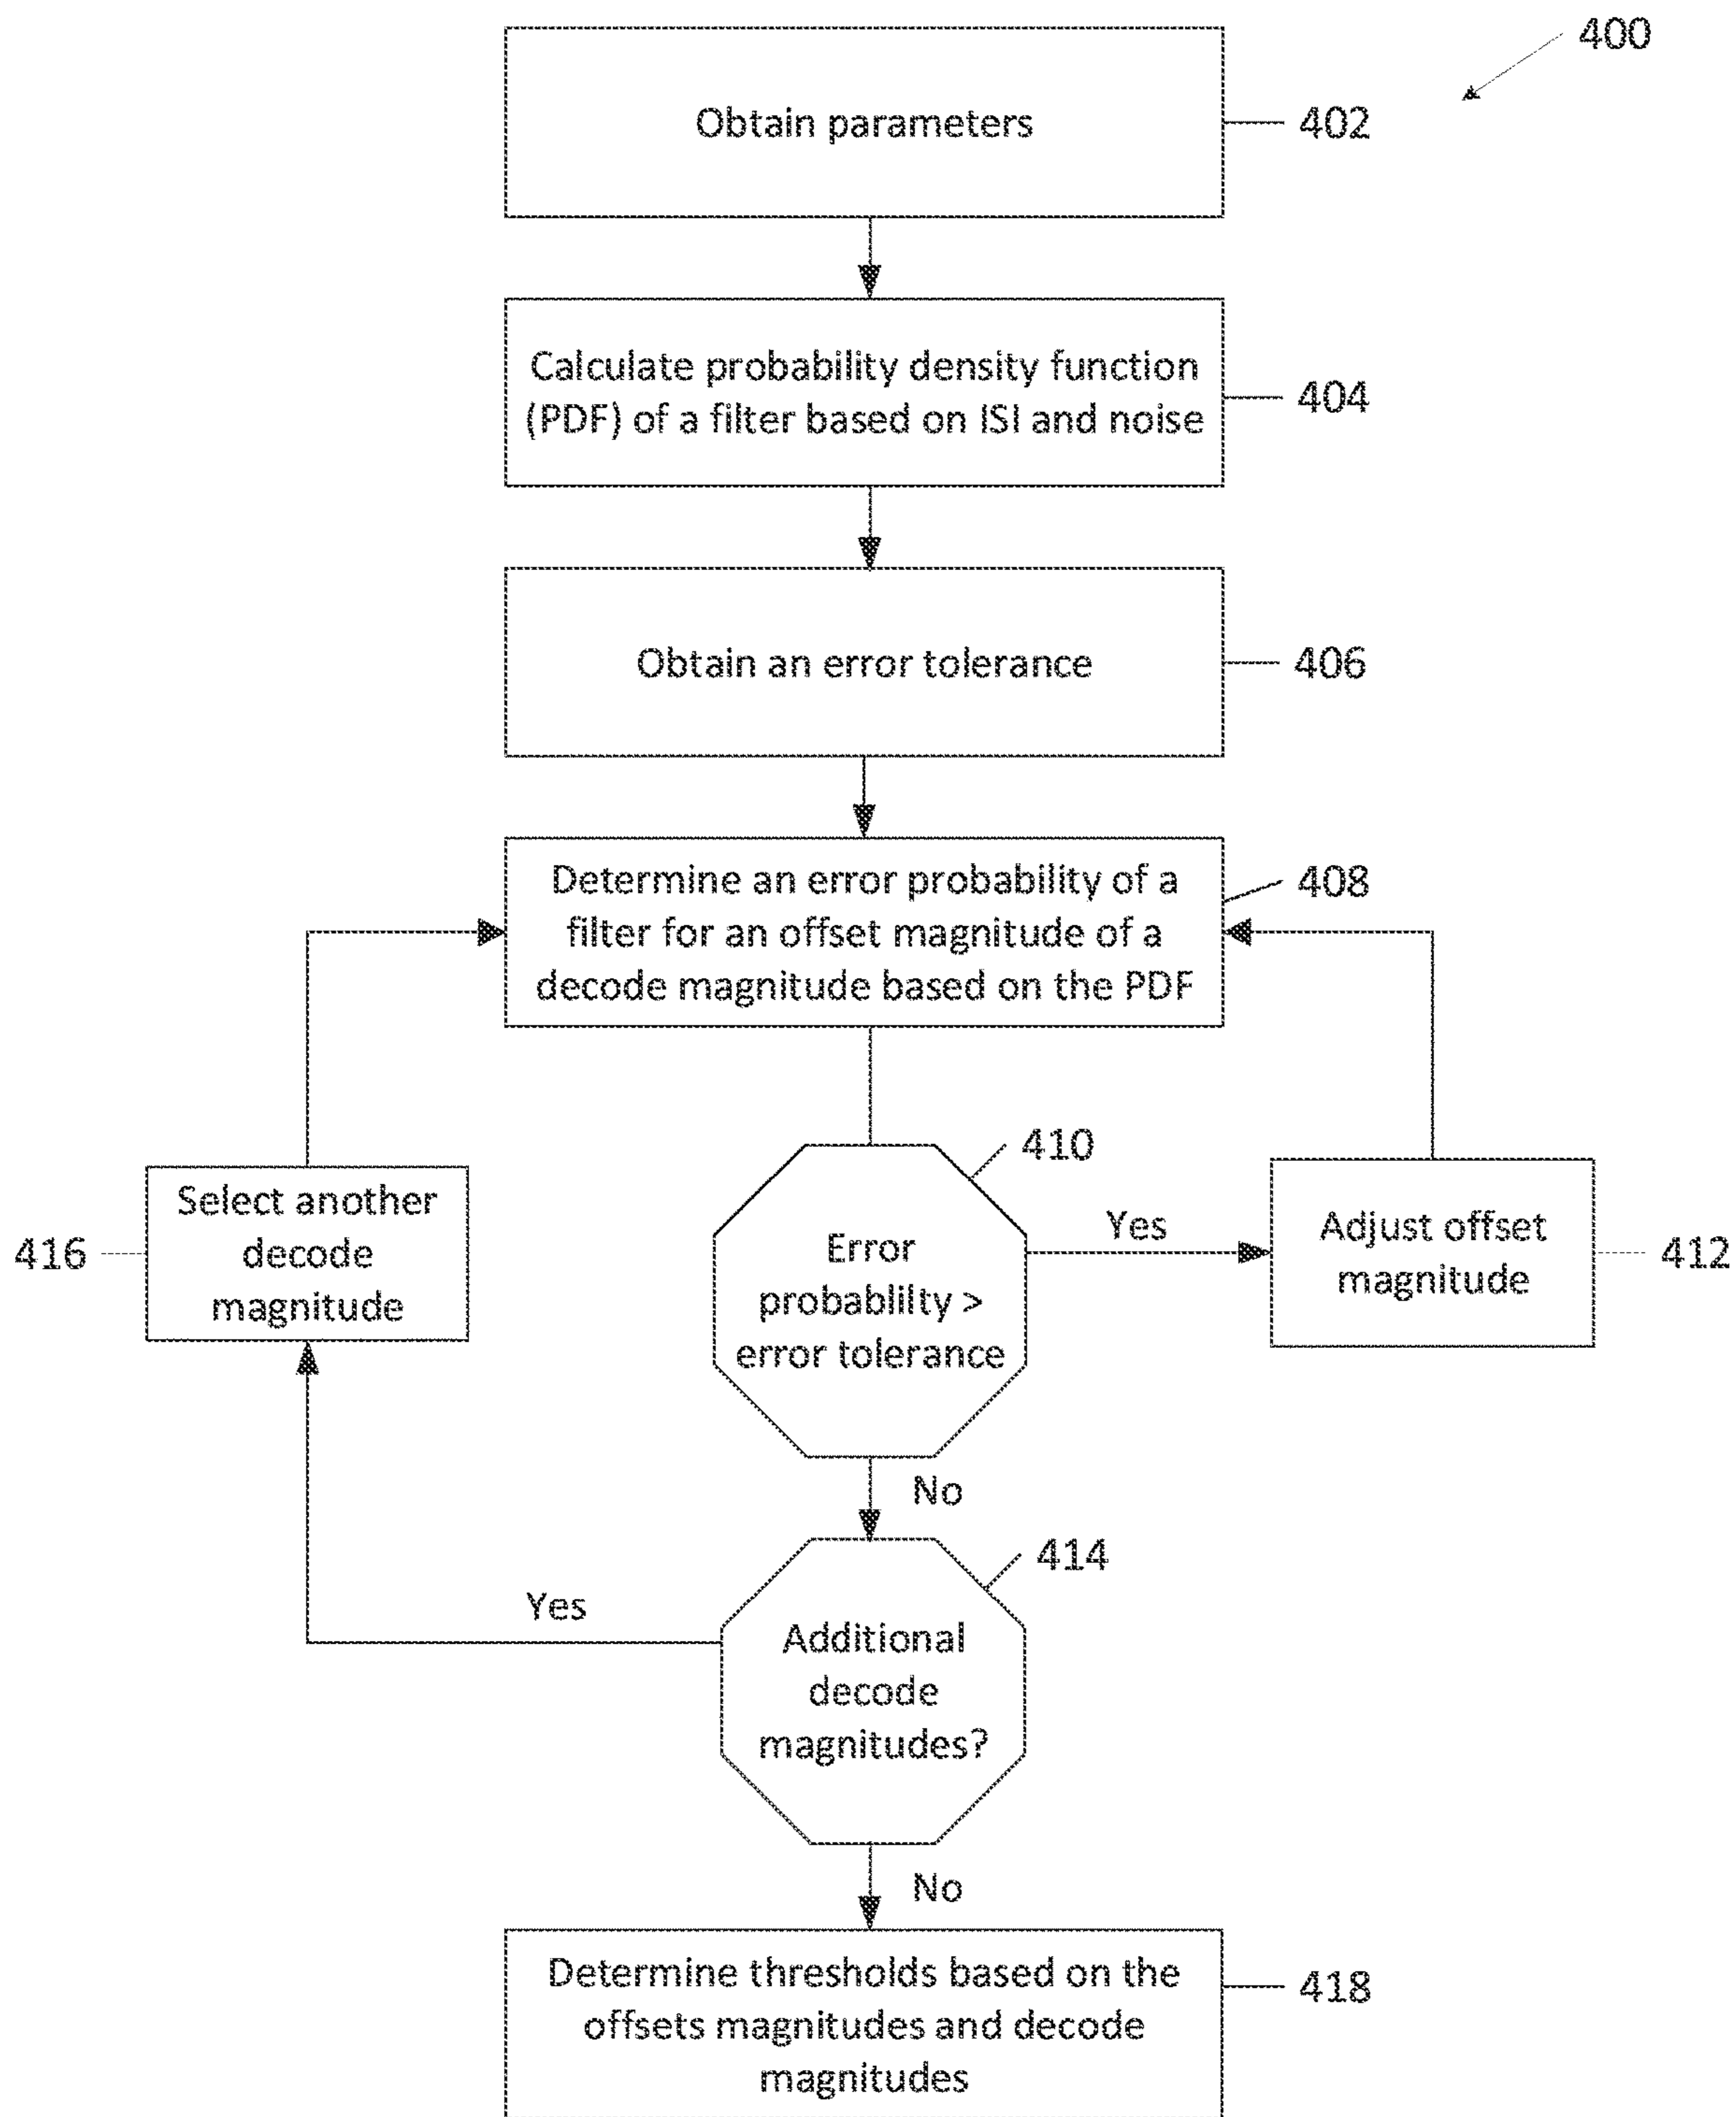 400
Obtain parameters
402
Calculate probability density function
(PDF) of a filter based on ISI and noise
404
Obtain an error tolerance
406
Determine an error probability of a
filter for an offset magnitude of a
decode magnitude based on the PDF
408
410
Error
probablilty >
error tolerance
Yes
Adjust offset
magnitude
412
Select another
decode
magnitude
416
No
414
Additional
decode
magnitudes?
Yes
No
Determine thresholds based on the
offsets magnitudes and decode
magnitudes
418